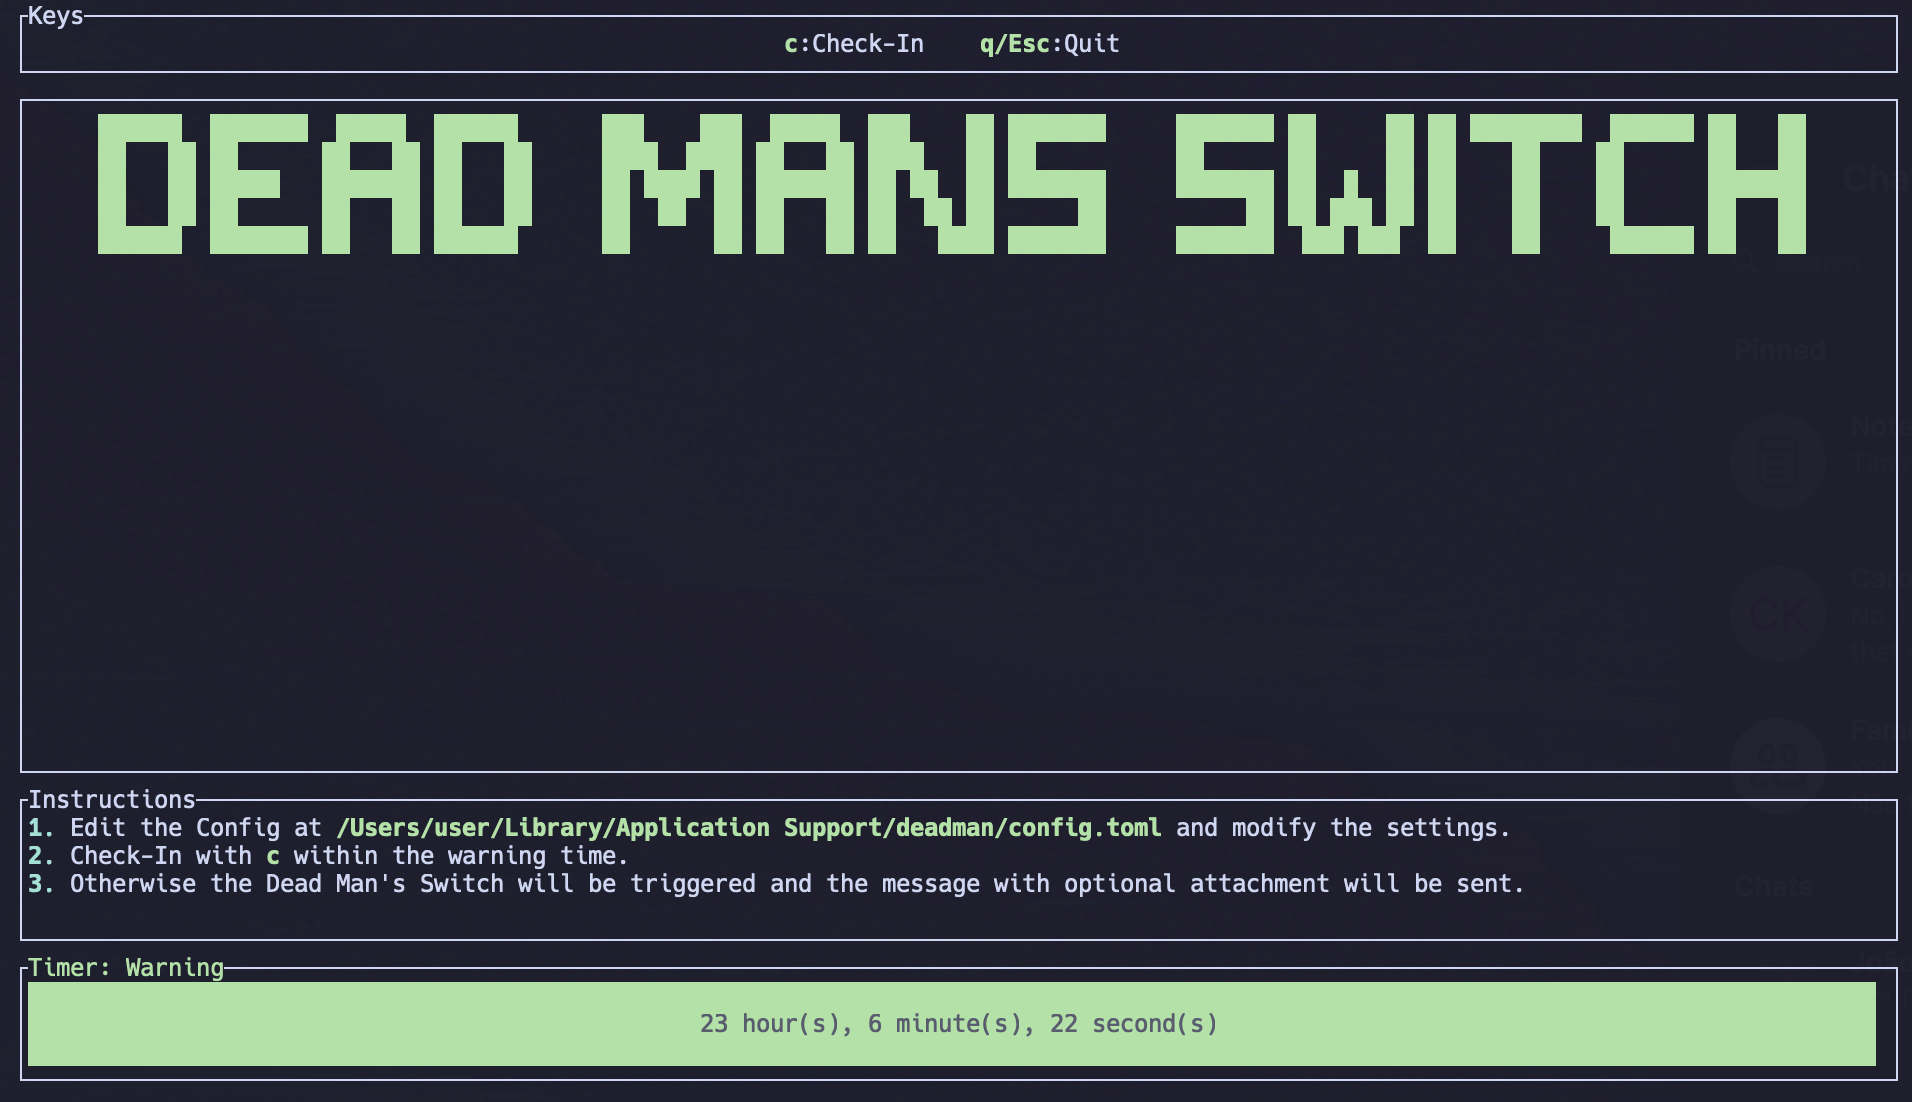 Keys
c:Check-In q/Esc:Quit
DEAD MANS SWITCH
Pinned
CK
Instructions
1. Edit the Config at /Users/user/Library/Application Support/deadman/config.toml and modify the settings.
2. Check-In with c within the warning time.
3. Otherwise the Dead Man's Switch will be triggered and the message with optional attachment will be sent.
Chats
Timer: Warning
23 hour(s), 6 minute(s), 22 second(s)